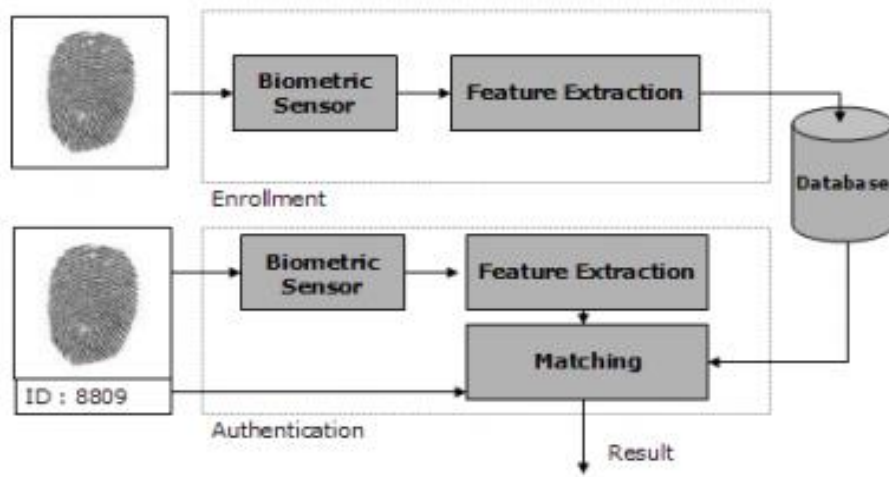 Biometric
Sensor
Feature Extraction
Database
Enrollment
Biometric
Sensor
Feature Extraction
Matching
ID : 8809
Authentication
Result